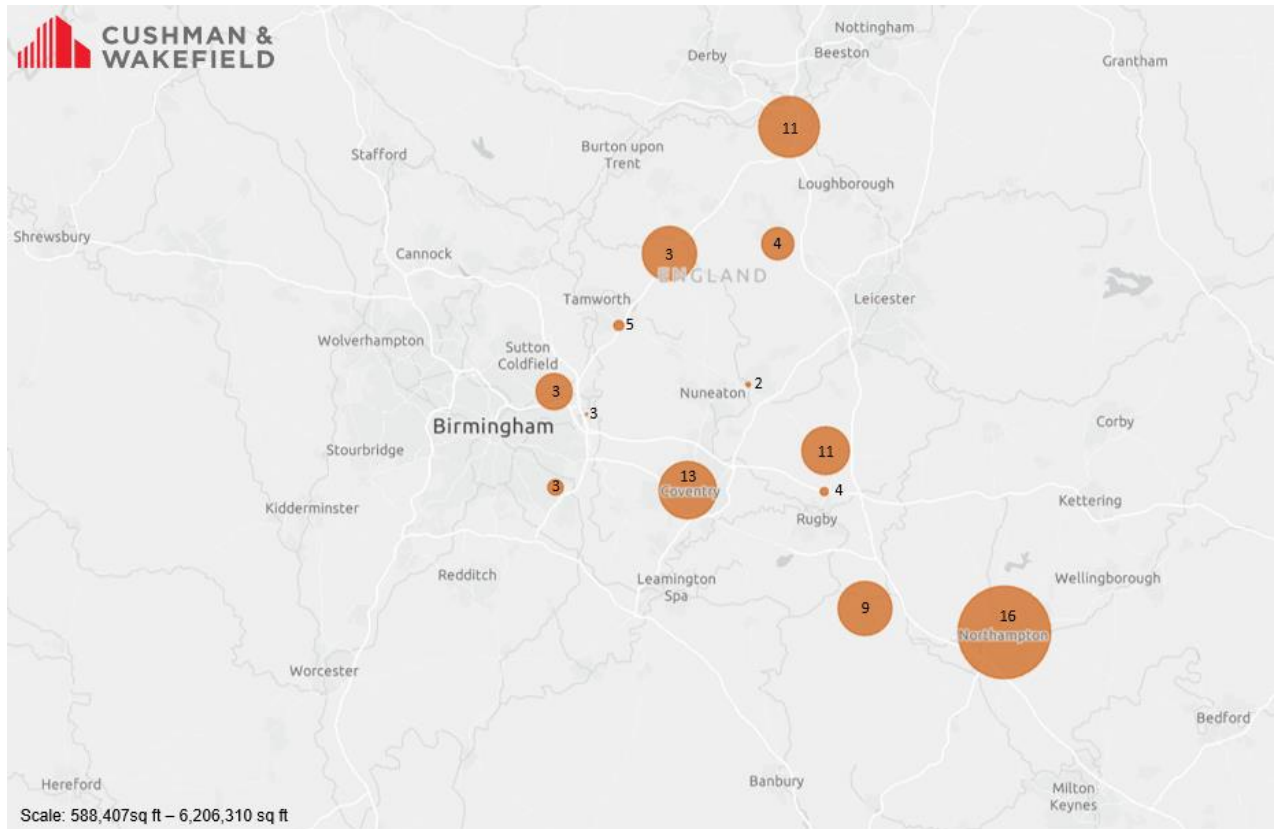 CUSHMAN &
WAKEFIELD
Nottingham
Derby
Beeston
Grantham
11
Burton upon
Trent
Stafford
Loughborough
Shrewsbury
Cannock
3
4
ENGLAND
Tamworth
Leicester
5
Wolverhampton
Sutton
Coldfield
3
Nuneaton
2
3
Birmingham
Corby
Stourbridge
11
13
Coventry
3
4
Kettering
Kidderminster
Rugby
Redditch
Leamington
Spa
Wellingborough
9
16
Northampton
Worcester
Bedford
Hereford
Banbury
Milton
Keynes
Scale: 588,407sq ft – 6,206,310 sq ft